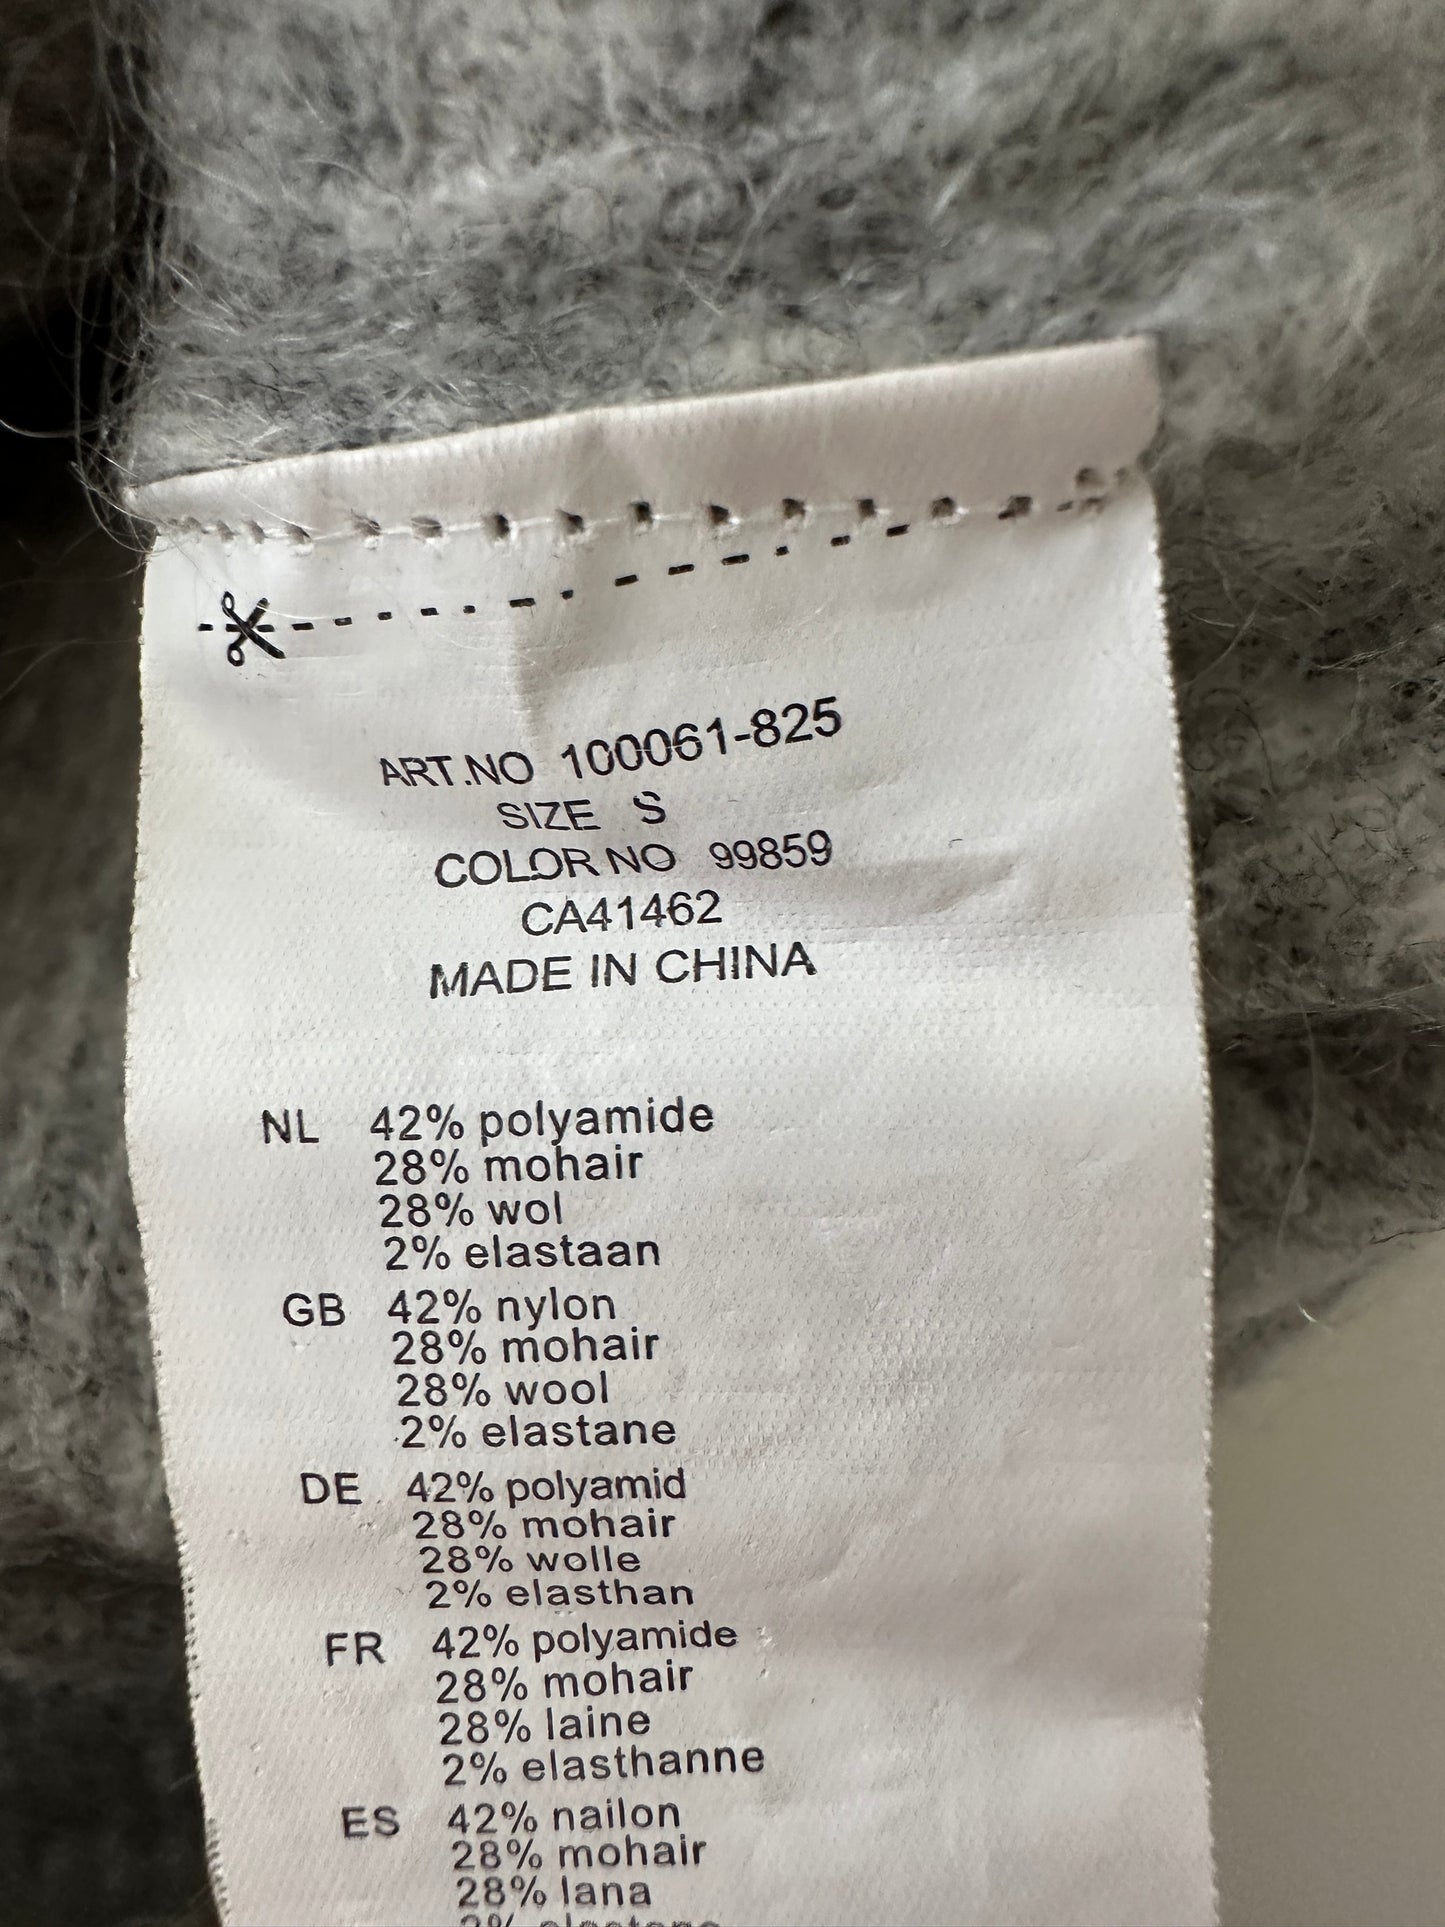 ART.NO 100061-825
SIZE S
COLOR NO 99859
CA41462
MADE IN CHINA
NL 42% polyamide
28% mohair
28% wol
2% elastaan
GB 42% nylon
28% mohair
28% wool
2% elastane
DE 42% polyamid
28% mohair
28% wolle
2% elasthan
FR 42% polyamide
28% mohair
28% laine
2% elasthanne
ES 42% nailon
28% mohair
28% lana